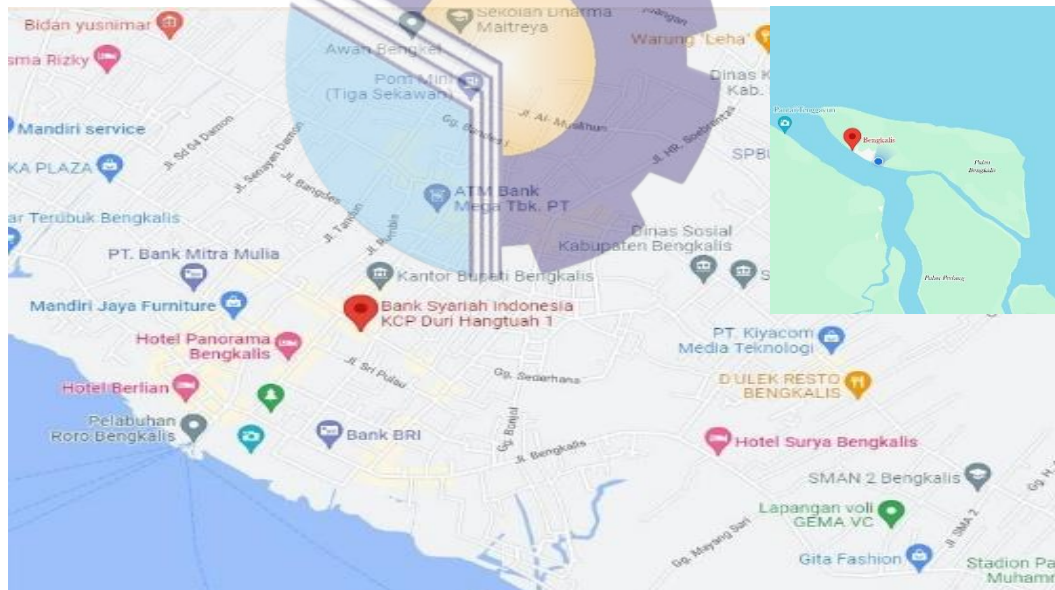 Sekolah Dharma
Maitreya
Bidan yusnimar
Awan Bengkel
Warung 'Leha'
sma Rizky
Pom Mini
(Tiga Sekawan)
Dinas K
Kab.
Jl. Al- Muakhun
Gg. Bandes I
Jl. HR. Soebrantas
Mandiri service
Jl. Sd 04 Damon
Jl. Senayan Damon
KA PLAZA
SPBU
Jl. Bangdes
ATM Bank
Mega Tbk. PT
ar Terubuk Bengkalis
Jl. Tandun
Jl. Rumbia
Dinas Sosial
Kabupaten Bengkalis
PT. Bank Mitra Mulia
Kantor Bupati Bengkalis
S
Mandiri Jaya Furniture
Bank Syariah Indonesia
KCP Duri Hangtuah 1
Hotel Panorama
Bengkalis
PT. Kiyacom
Media Teknologi
Jl. Sri Pulau
Gg. Sederhana
Hotel Berlian
D'ULEK RESTO
BENGKALIS
Pelabuhan
Roro Bengkalis
Bank BRI
Gg. Bonjol
Jl. Bengkalis
Hotel Surya Bengkalis
SMAN 2 Bengkalis
Gg. H.
Lapangan voli
GEMA VC
Jl. SMA 2
Gg. Mayang Sari
Gita Fashion
Stadion Pa
Muhamm
Bengkalis
Pulau
Bengkalis
Pulau Padang